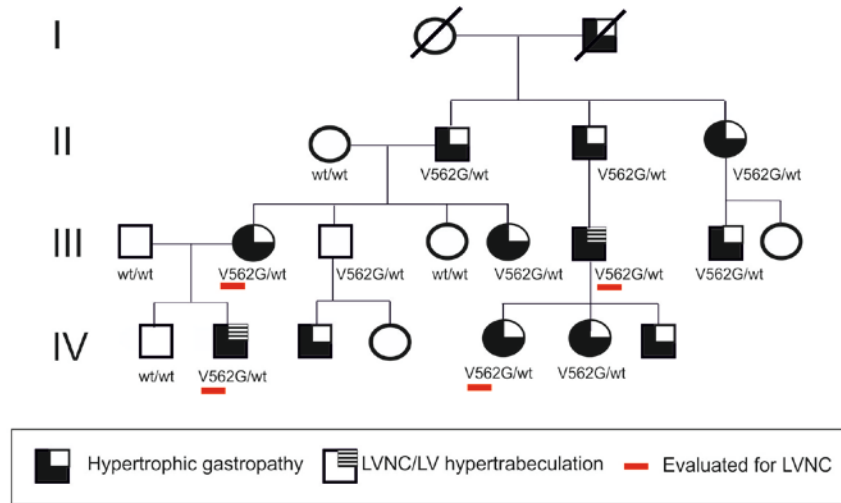 I
II
wt/wt V562G/wt V562G/wt V562G/wt
III
wt/wt V562G/wt V562G/wt wt/wt V562G/wt V562G/wt V562G/wt
IV
wt/wt V562G/wt V562G/wt V562G/wt
Hypertrophic gastropathy LVNC/LV hypertrabeculation Evaluated for LVNC